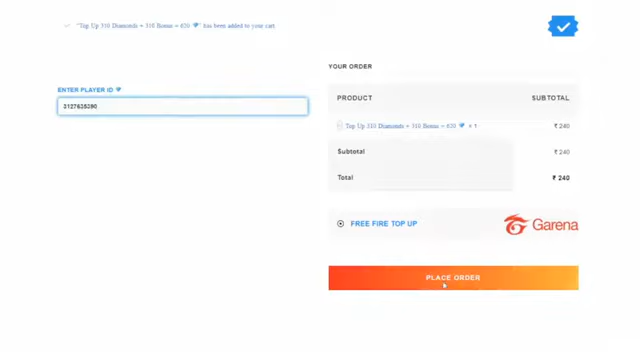 "Top Up 310 Diamonds + 310 Bonus = 620 💎" has been added to your cart.
YOUR ORDER
ENTER PLAYER ID 💎
3127635390
PRODUCT SUBTOTAL
Top Up 310 Diamonds + 310 Bonus = 620 💎 × 1 ₹ 240
Subtotal ₹ 240
Total ₹ 240
FREE FIRE TOP UP Garena
PLACE ORDER